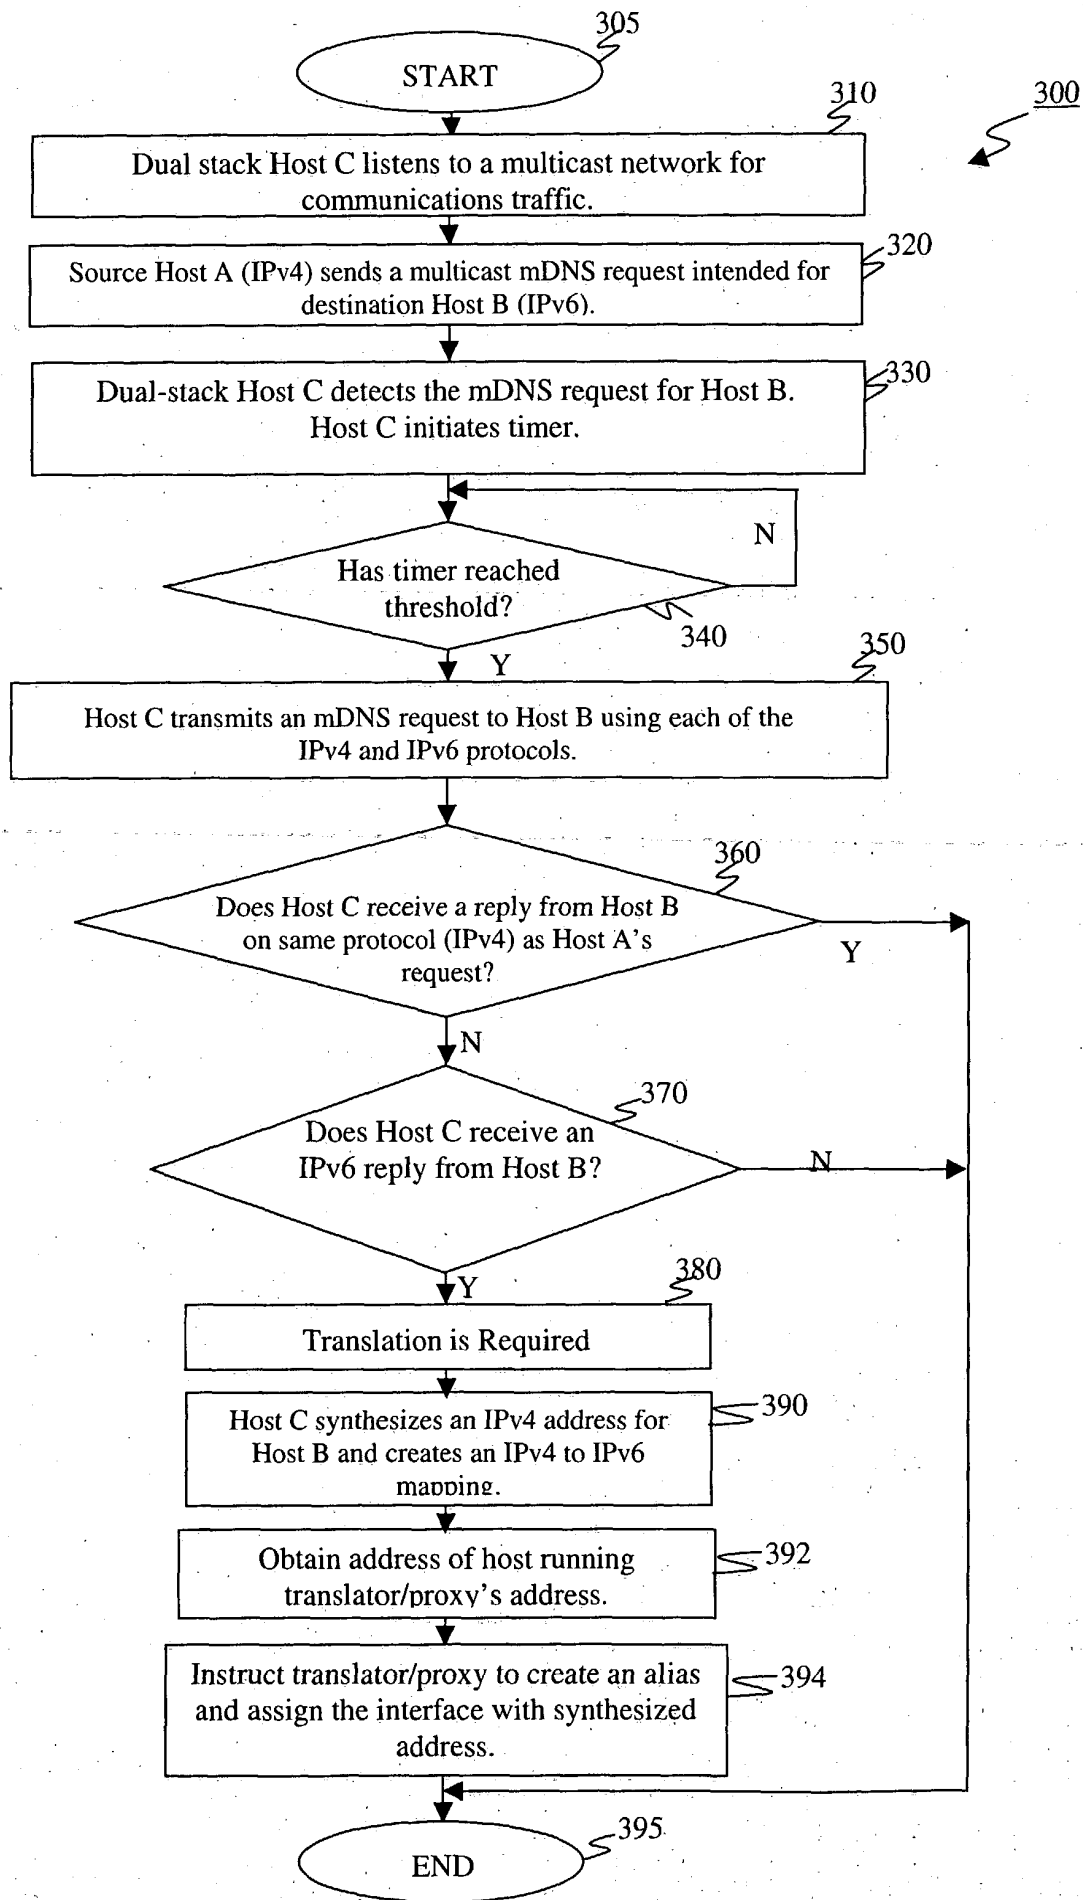 305
START
310
300
Dual stack Host C listens to a multicast network for
communications traffic.
320
Source Host A (IPv4) sends a multicast mDNS request intended for
destination Host B (IPv6).
330
Dual-stack Host C detects the mDNS request for Host B.
Host C initiates timer.
N
Has timer reached
threshold?
340
Y
350
Host C transmits an mDNS request to Host B using each of the
IPv4 and IPv6 protocols.
360
Does Host C receive a reply from Host B
on same protocol (IPv4) as Host A's
request?
Y
N
370
Does Host C receive an
IPv6 reply from Host B?
N
Y
380
Translation is Required
390
Host C synthesizes an IPv4 address for
Host B and creates an IPv4 to IPv6
mapping.
392
Obtain address of host running
translator/proxy's address.
394
Instruct translator/proxy to create an alias
and assign the interface with synthesized
address.
395
END